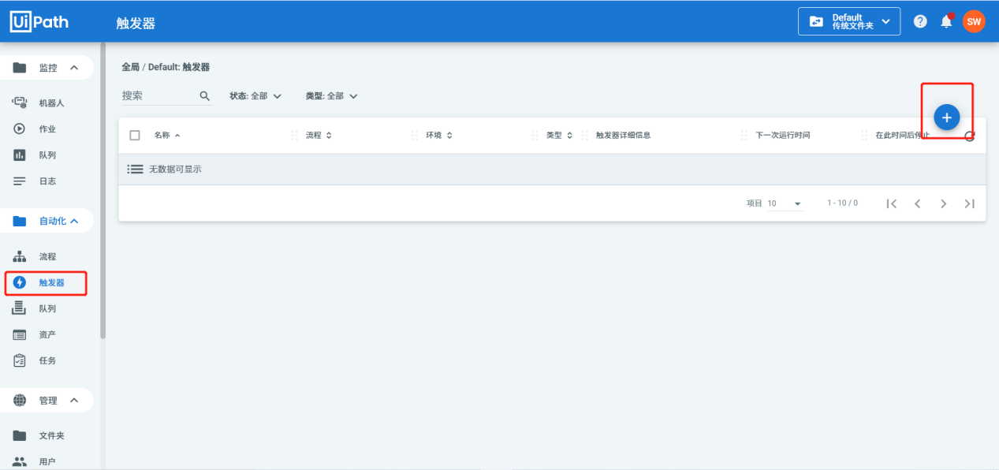 UiPath
触发器
Default
传统文件夹
SW
监控
机器人
作业
队列
日志
自动化
流程
触发器
队列
资产
任务
管理
文件夹
用户
全局 / Default: 触发器
搜索
状态: 全部
类型: 全部
名称 流程 环境 类型 触发器详细信息 下一次运行时间 在此时间后停止
无数据可显示
项目 10 1 - 10 / 0